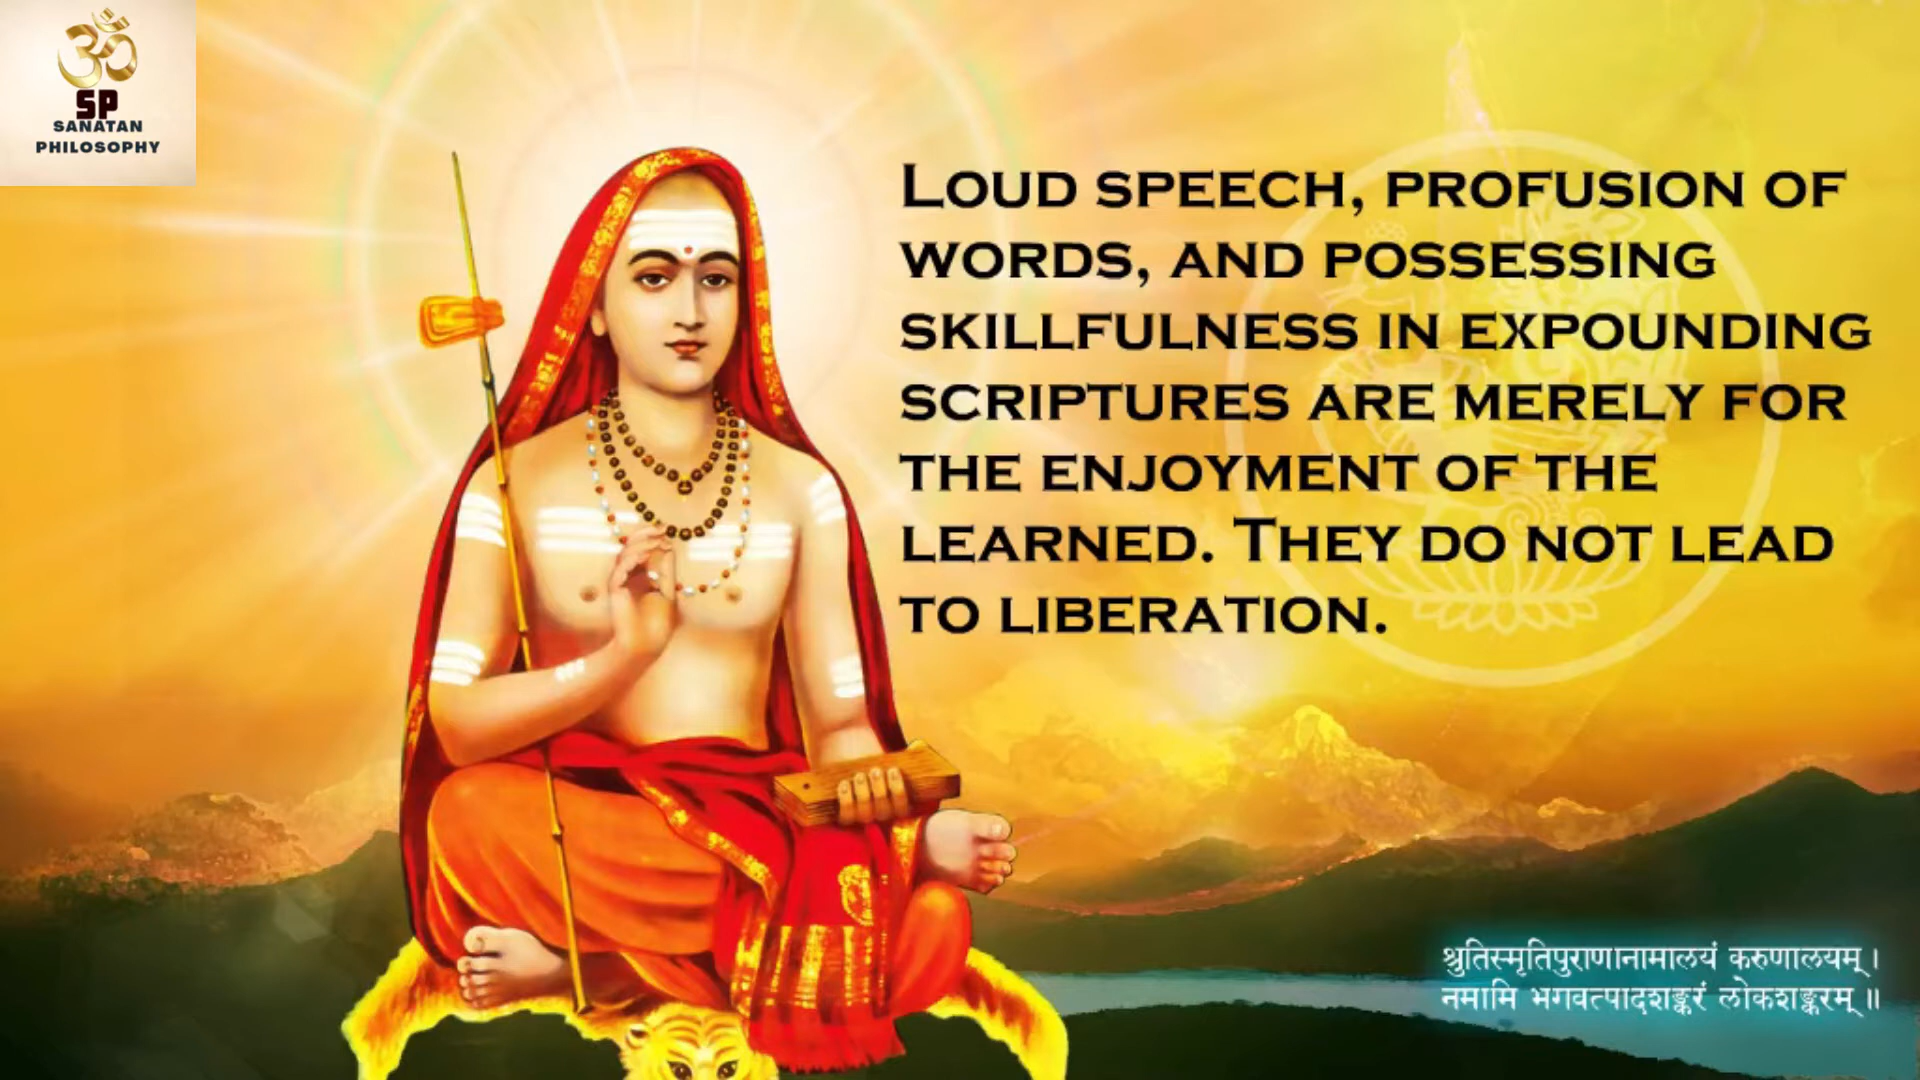 ॐ
SP
SANATAN
PHILOSOPHY
LOUD SPEECH, PROFUSION OF
WORDS, AND POSSESSING
SKILLFULNESS IN EXPOUNDING
SCRIPTURES ARE MERELY FOR
THE ENJOYMENT OF THE
LEARNED. THEY DO NOT LEAD
TO LIBERATION.
श्रुतिस्मृतिपुराणानामालयं करुणालयम् ।
नमामि भगवत्पादशङ्करं लोकशङ्करम् ॥